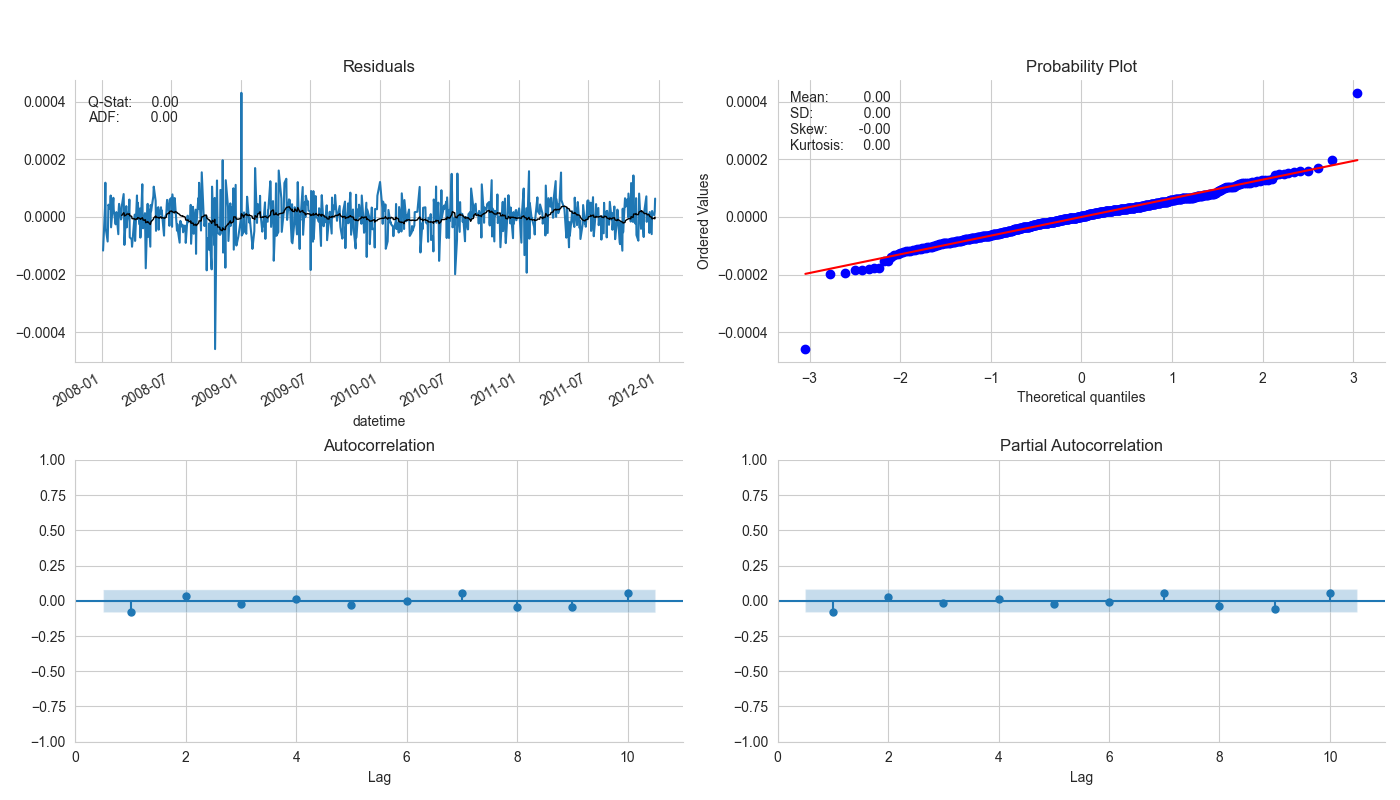 Residuals
Q-Stat: 0.00
ADF: 0.00
0.0004
0.0002
0.0000
−0.0002
−0.0004
2008-01
2008-07
2009-01
2009-07
2010-01
2010-07
2011-01
2011-07
2012-01
datetime
Probability Plot
Mean: 0.00
SD: 0.00
Skew: -0.00
Kurtosis: 0.00
Ordered Values
0.0004
0.0002
0.0000
−0.0002
−0.0004
−3 −2 −1 0 1 2 3
Theoretical quantiles
Autocorrelation
1.00
0.75
0.50
0.25
0.00
−0.25
−0.50
−0.75
−1.00
0 2 4 6 8 10
Lag
Partial Autocorrelation
1.00
0.75
0.50
0.25
0.00
−0.25
−0.50
−0.75
−1.00
0 2 4 6 8 10
Lag